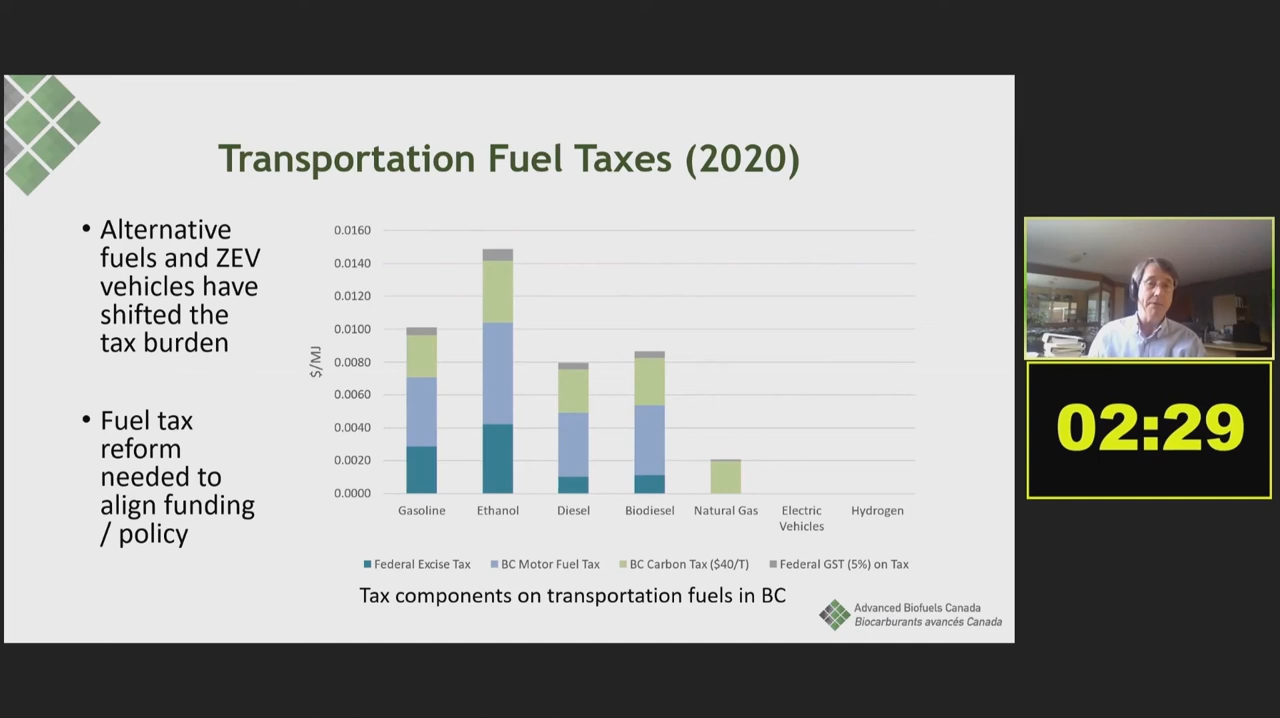 Transportation Fuel Taxes (2020)
• Alternative
fuels and ZEV
vehicles have
shifted the
tax burden
• Fuel tax
reform
needed to
align funding
/ policy
$/MJ
0.0160
0.0140
0.0120
0.0100
0.0080
0.0060
0.0040
0.0020
0.0000
Gasoline Ethanol Diesel Biodiesel Natural Gas Electric Hydrogen
Vehicles
Federal Excise Tax BC Motor Fuel Tax BC Carbon Tax ($40/T) Federal GST (5%) on Tax
Tax components on transportation fuels in BC
Advanced Biofuels Canada
Biocarburants avancés Canada
02:29